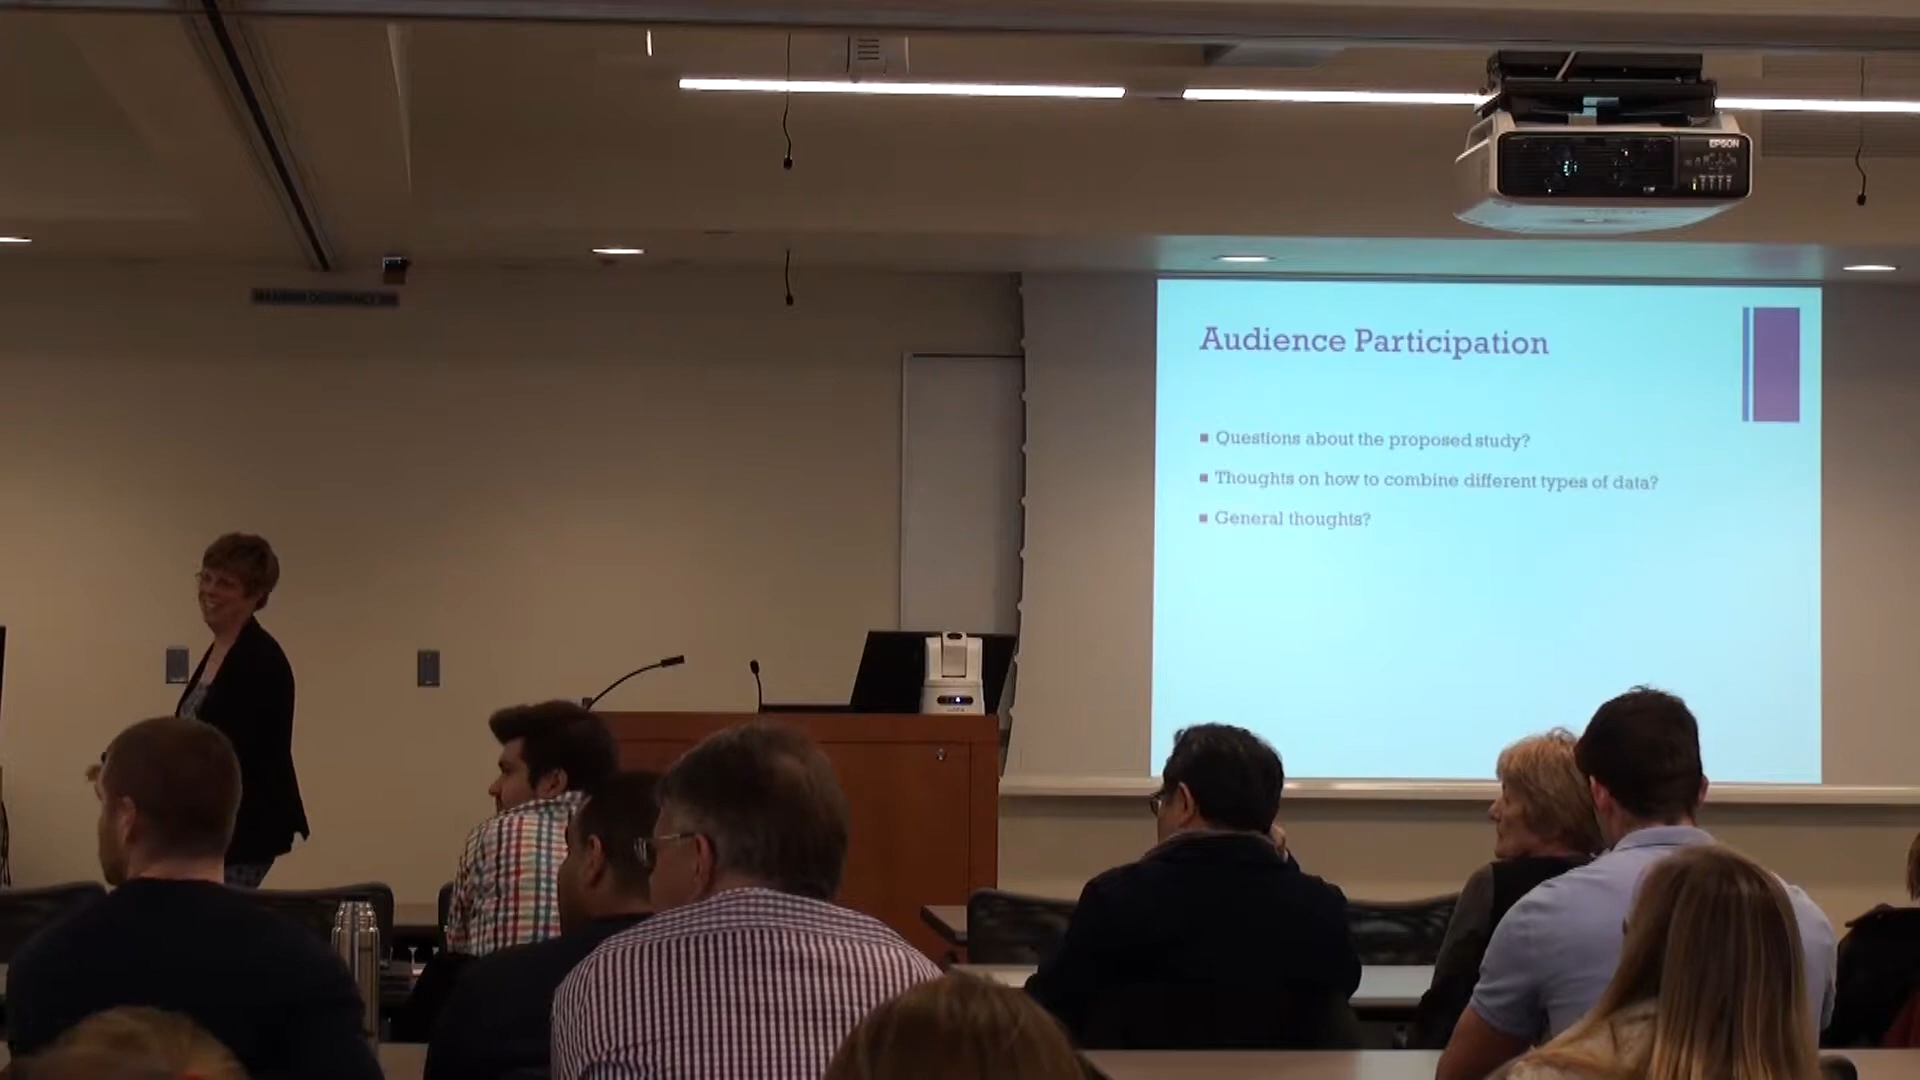 EPSON
Audience Participation
Questions about the proposed study?
Thoughts on how to combine different types of data?
General thoughts?